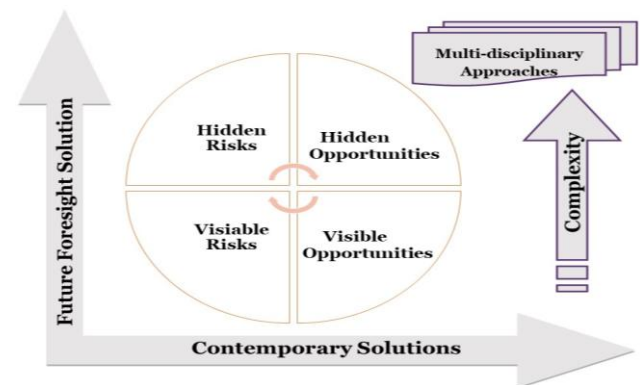 Multi-disciplinary
Approaches
Hidden
Risks
Hidden
Opportunities
Visiable
Risks
Visible
Opportunities
Future Foresight Solution
Complexity
Contemporary Solutions